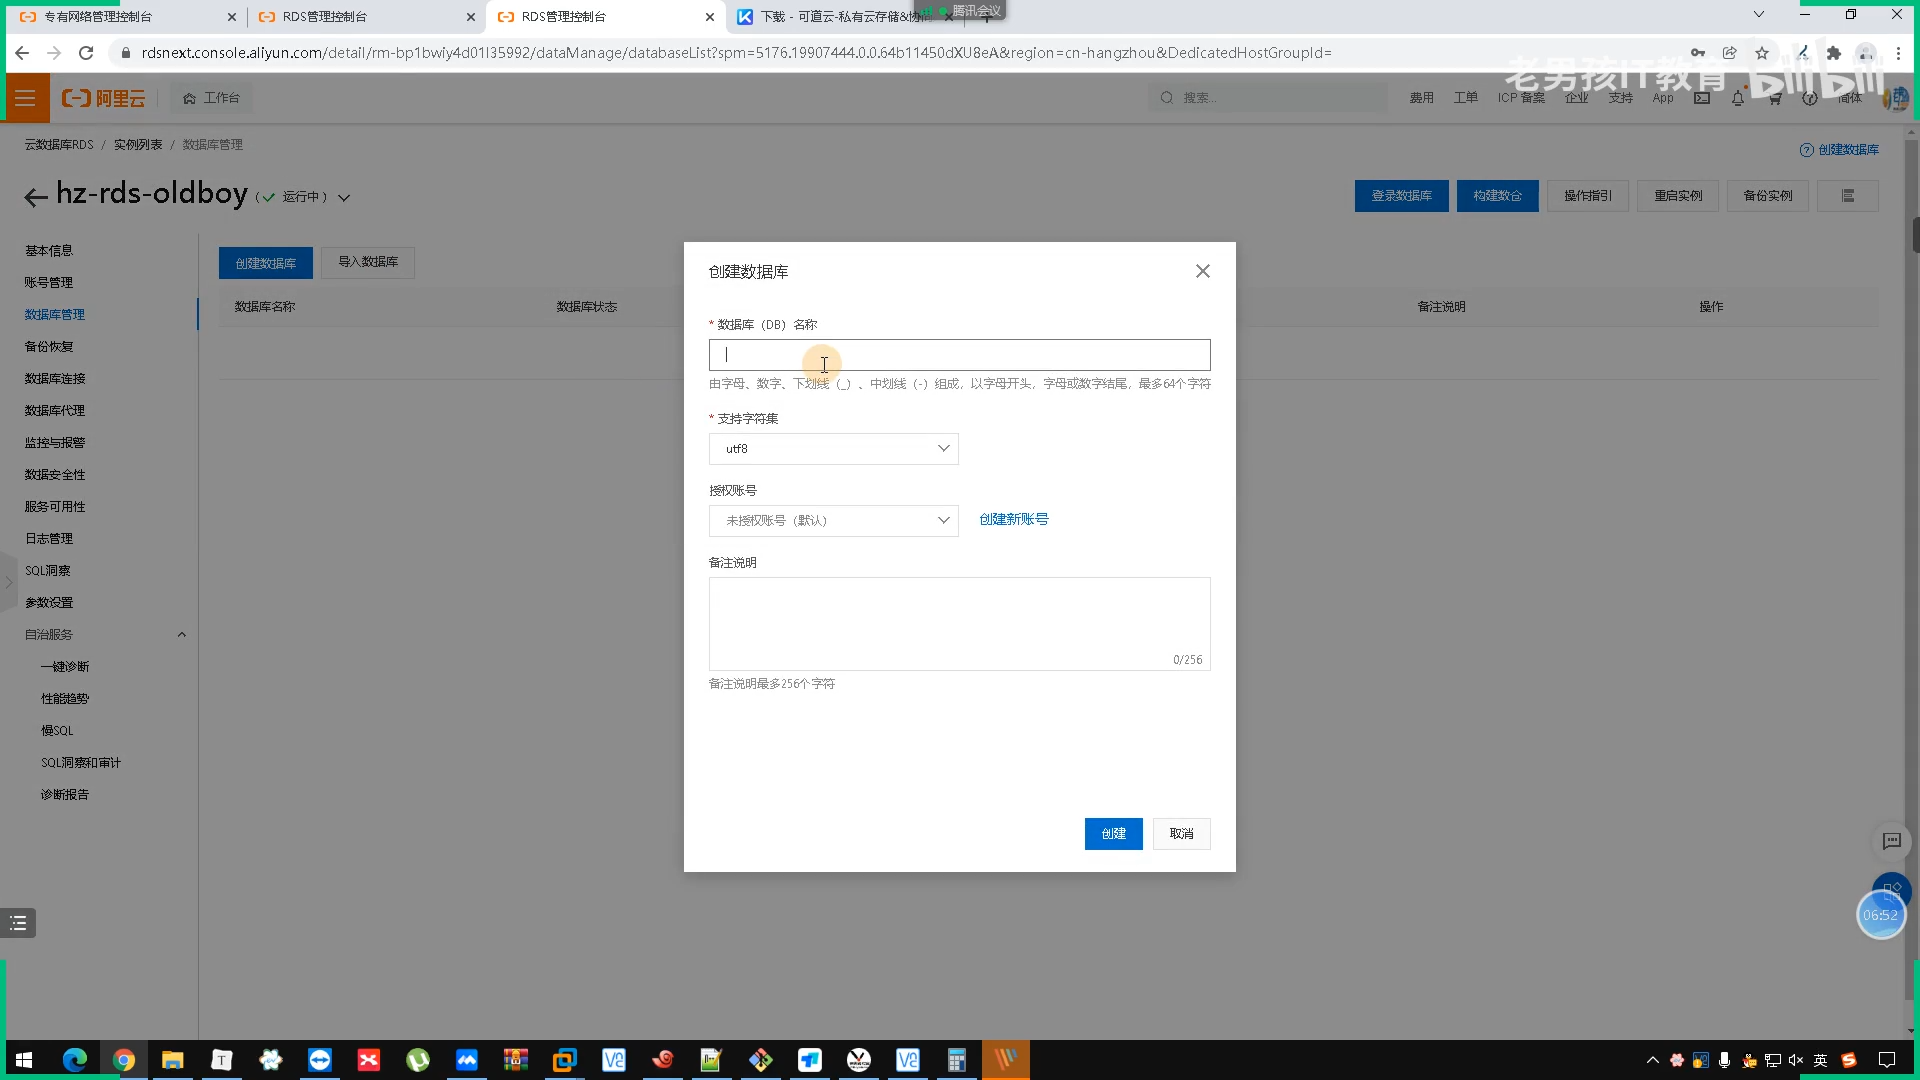 专有网络管理控制台
RDS管理控制台
RDS管理控制台
下载 - 可道云-私有云存储&协
腾讯会议
rdsnext.console.aliyun.com/detail/rm-bp1bwiy4d01l35992/dataManage/databaseList?spm=5176.19907444.0.0.64b11450dXU8eA&region=cn-hangzhou&DedicatedHostGroupId=
老男孩IT教育 bilibili
阿里云
工作台
搜索...
费用
工单
ICP 备案
企业
支持
App
简体
云数据库RDS / 实例列表 / 数据库管理
创建数据库
hz-rds-oldboy
( 运行中 )
登录数据库
构建数仓
操作指引
重启实例
备份实例
基本信息
账号管理
数据库管理
备份恢复
数据库连接
数据库代理
监控与报警
数据安全性
服务可用性
日志管理
SQL洞察
参数设置
自治服务
一键诊断
性能趋势
慢SQL
SQL洞察和审计
诊断报告
创建数据库
导入数据库
数据库名称
数据库状态
备注说明
操作
创建数据库
* 数据库（DB）名称
由字母、数字、下划线（_）、中划线（-）组成，以字母开头，字母或数字结尾，最多64个字符
* 支持字符集
utf8
授权账号
未授权账号（默认）
创建新账号
备注说明
0/256
备注说明最多256个字符
创建
取消
06:52
英